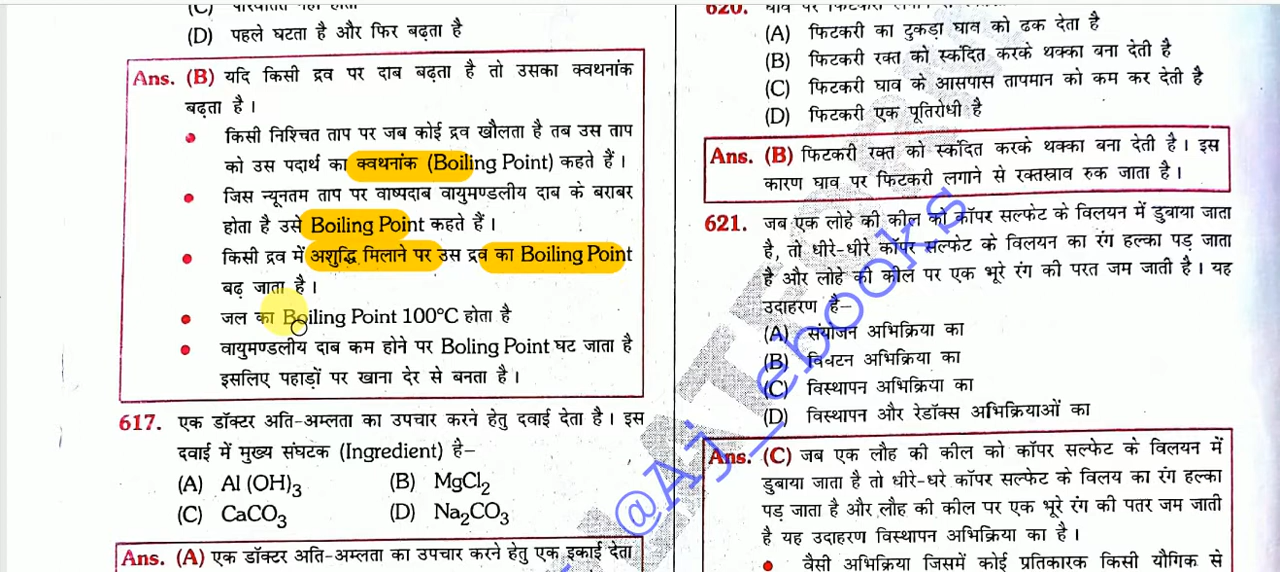 (D) पहले घटता है और फिर बढ़ता है
Ans. (B) यदि किसी द्रव पर दाब बढ़ता है तो उसका क्वथनांक
बढ़ता है।
• किसी निश्चित ताप पर जब कोई द्रव खौलता है तब उस ताप
को उस पदार्थ का क्वथनांक (Boiling Point) कहते हैं।
• जिस न्यूनतम ताप पर वाष्पदाब वायुमण्डलीय दाब के बराबर
होता है उसे Boiling Point कहते हैं।
• किसी द्रव में अशुद्धि मिलाने पर उस द्रव का Boiling Point
बढ़ जाता है।
• जल का Boiling Point 100°C होता है
• वायुमण्डलीय दाब कम होने पर Boling Point घट जाता है
इसलिए पहाड़ों पर खाना देर से बनता है।
617. एक डॉक्टर अति-अम्लता का उपचार करने हेतु दवाई देता है। इस
दवाई में मुख्य संघटक (Ingredient) है–
(A) Al (OH)₃ (B) MgCl₂
(C) CaCO₃ (D) Na₂CO₃
Ans. (A) एक डॉक्टर अति-अम्लता का उपचार करने हेतु एक इकाई देता
620. घाव पर फिटकरी लगाने से
(A) फिटकरी का टुकड़ा घाव को ढक देता है
(B) फिटकरी रक्त को स्कंदित करके थक्का बना देती है
(C) फिटकरी घाव के आसपास तापमान को कम कर देती है
(D) फिटकरी एक पूतिरोधी है
Ans. (B) फिटकरी रक्त को स्कंदित करके थक्का बना देती है। इस
कारण घाव पर फिटकरी लगाने से रक्तस्त्राव रुक जाता है।
621. जब एक लोहे की कील को कॉपर सल्फेट के विलयन में डुबाया जाता
है, तो धीरे-धीरे कॉपर सल्फेट के विलयन का रंग हल्का पड़ जाता
है और लोहे की कील पर एक भूरे रंग की परत जम जाती है। यह
उदाहरण है–
(A) संयोजन अभिक्रिया का
(B) विघटन अभिक्रिया का
(C) विस्थापन अभिक्रिया का
(D) विस्थापन और रेडॉक्स अभिक्रियाओं का
Ans. (C) जब एक लौह की कील को कॉपर सल्फेट के विलयन में
डुबाया जाता है तो धीरे-धरे कॉपर सल्फेट के विलय का रंग हल्का
पड़ जाता है और लौह की कील पर एक भूरे रंग की पतर जम जाती
है यह उदाहरण विस्थापन अभिक्रिया का है।
• वैसी अभिक्रिया जिसमें कोई प्रतिकारक किसी यौगिक से
@Aj_ebooks